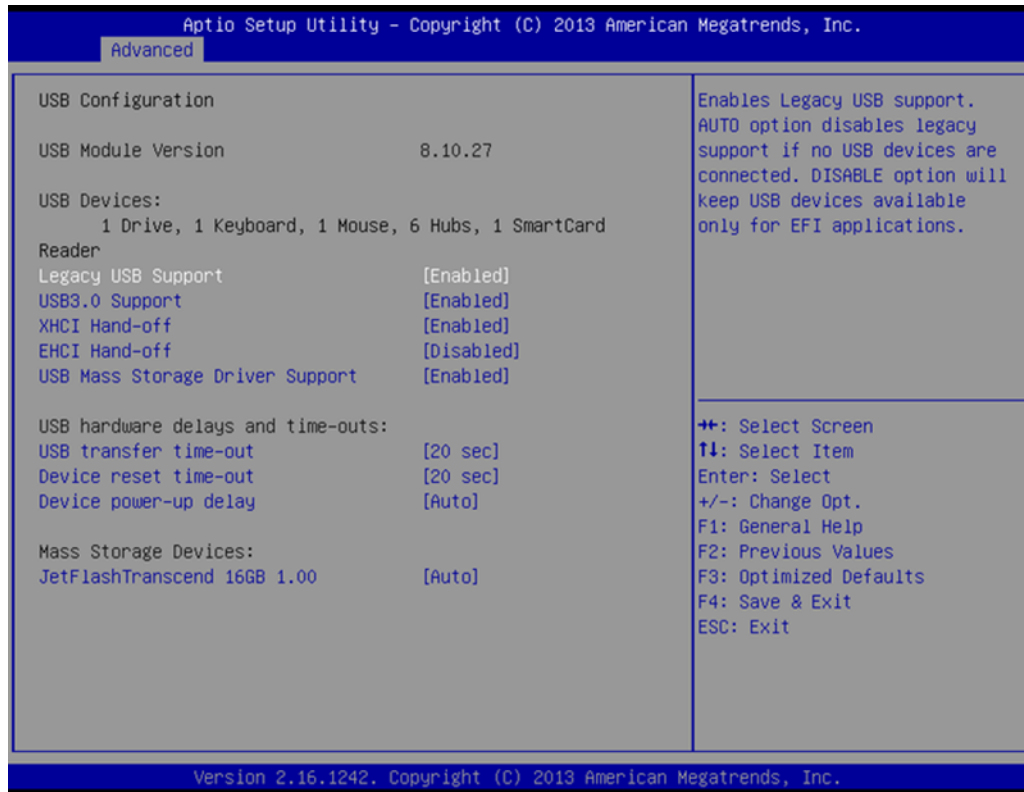 Aptio Setup Utility – Copyright (C) 2013 American Megatrends, Inc.
Advanced
USB Configuration
USB Module Version 8.10.27
USB Devices:
1 Drive, 1 Keyboard, 1 Mouse, 6 Hubs, 1 SmartCard
Reader
Legacy USB Support [Enabled]
USB3.0 Support [Enabled]
XHCI Hand-off [Enabled]
EHCI Hand-off [Disabled]
USB Mass Storage Driver Support [Enabled]
USB hardware delays and time-outs:
USB transfer time-out [20 sec]
Device reset time-out [20 sec]
Device power-up delay [Auto]
Mass Storage Devices:
JetFlashTranscend 16GB 1.00 [Auto]
Enables Legacy USB support.
AUTO option disables legacy
support if no USB devices are
connected. DISABLE option will
keep USB devices available
only for EFI applications.
→←: Select Screen
↑↓: Select Item
Enter: Select
+/-: Change Opt.
F1: General Help
F2: Previous Values
F3: Optimized Defaults
F4: Save & Exit
ESC: Exit
Version 2.16.1242. Copyright (C) 2013 American Megatrends, Inc.